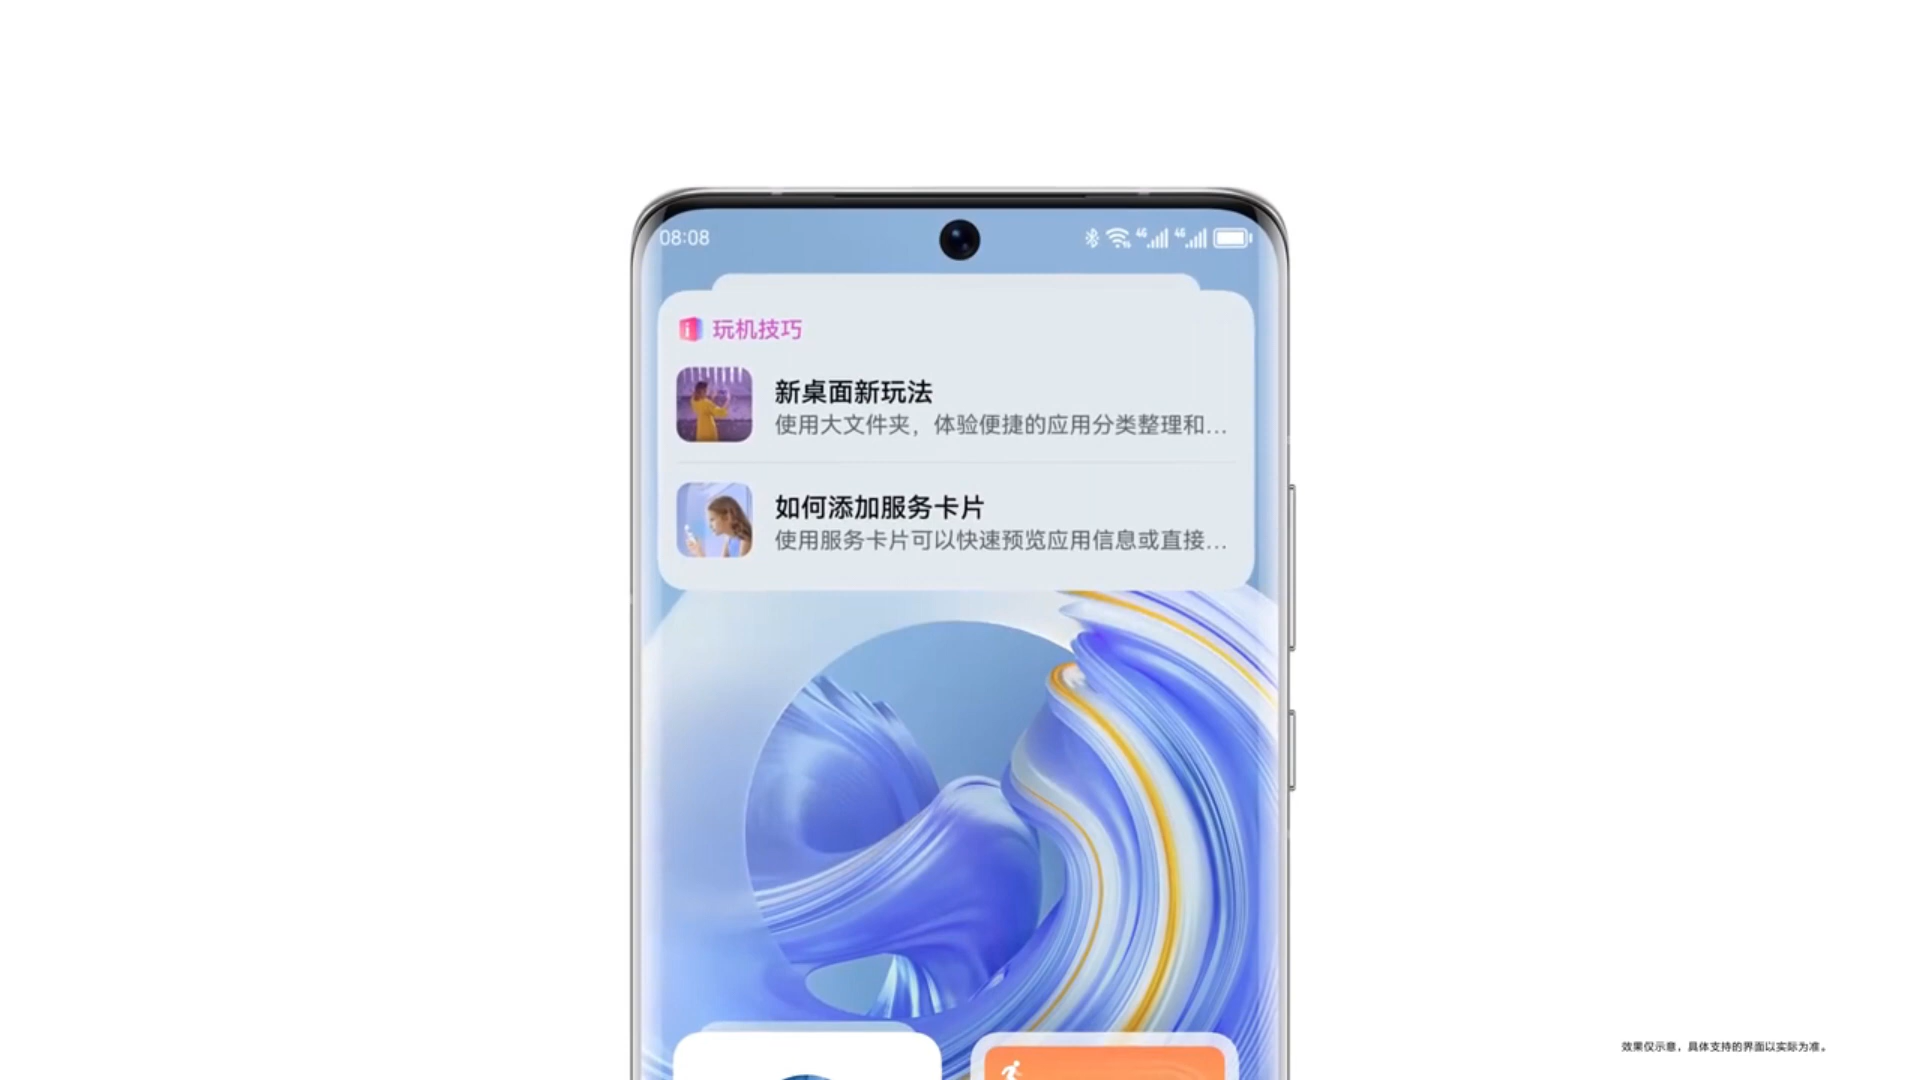 08:08
4G
4G
玩机技巧
新桌面新玩法
使用大文件夹，体验便捷的应用分类整理和...
如何添加服务卡片
使用服务卡片可以快速预览应用信息或直接...
效果仅示意，具体支持的界面以实际为准。